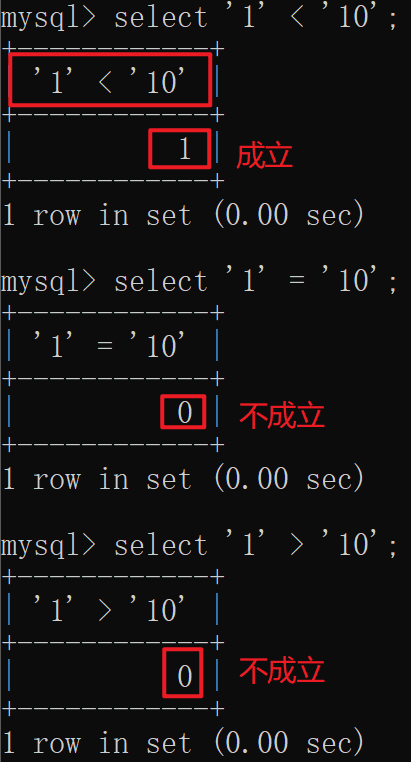 mysql> select '1' < '10';
+------------+
| '1' < '10' |
+------------+
|          1 | 成立
+------------+
1 row in set (0.00 sec)
mysql> select '1' = '10';
+------------+
| '1' = '10' |
+------------+
|          0 | 不成立
+------------+
1 row in set (0.00 sec)
mysql> select '1' > '10';
+------------+
| '1' > '10' |
+------------+
|          0 | 不成立
+------------+
1 row in set (0.00 sec)